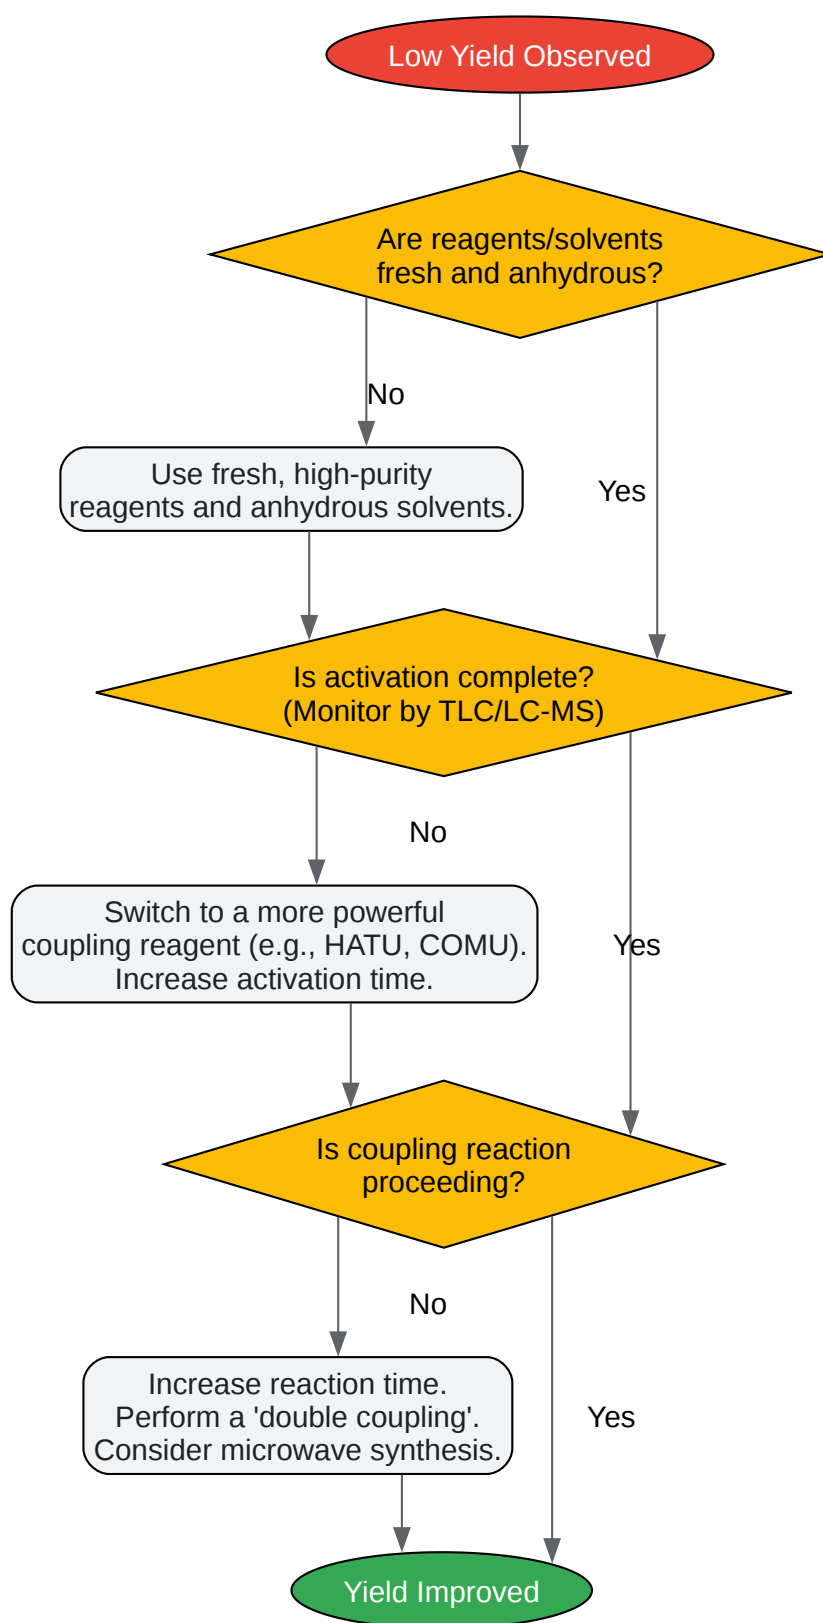 Low Yield Observed
Are reagents/solvents
fresh and anhydrous?
No
Use fresh, high-purity
reagents and anhydrous solvents.
Yes
Is activation complete?
(Monitor by TLC/LC-MS)
No
Switch to a more powerful
coupling reagent (e.g., HATU, COMU).
Increase activation time.
Yes
Is coupling reaction
proceeding?
No
Increase reaction time.
Perform a 'double coupling'.
Consider microwave synthesis.
Yes
Yield Improved